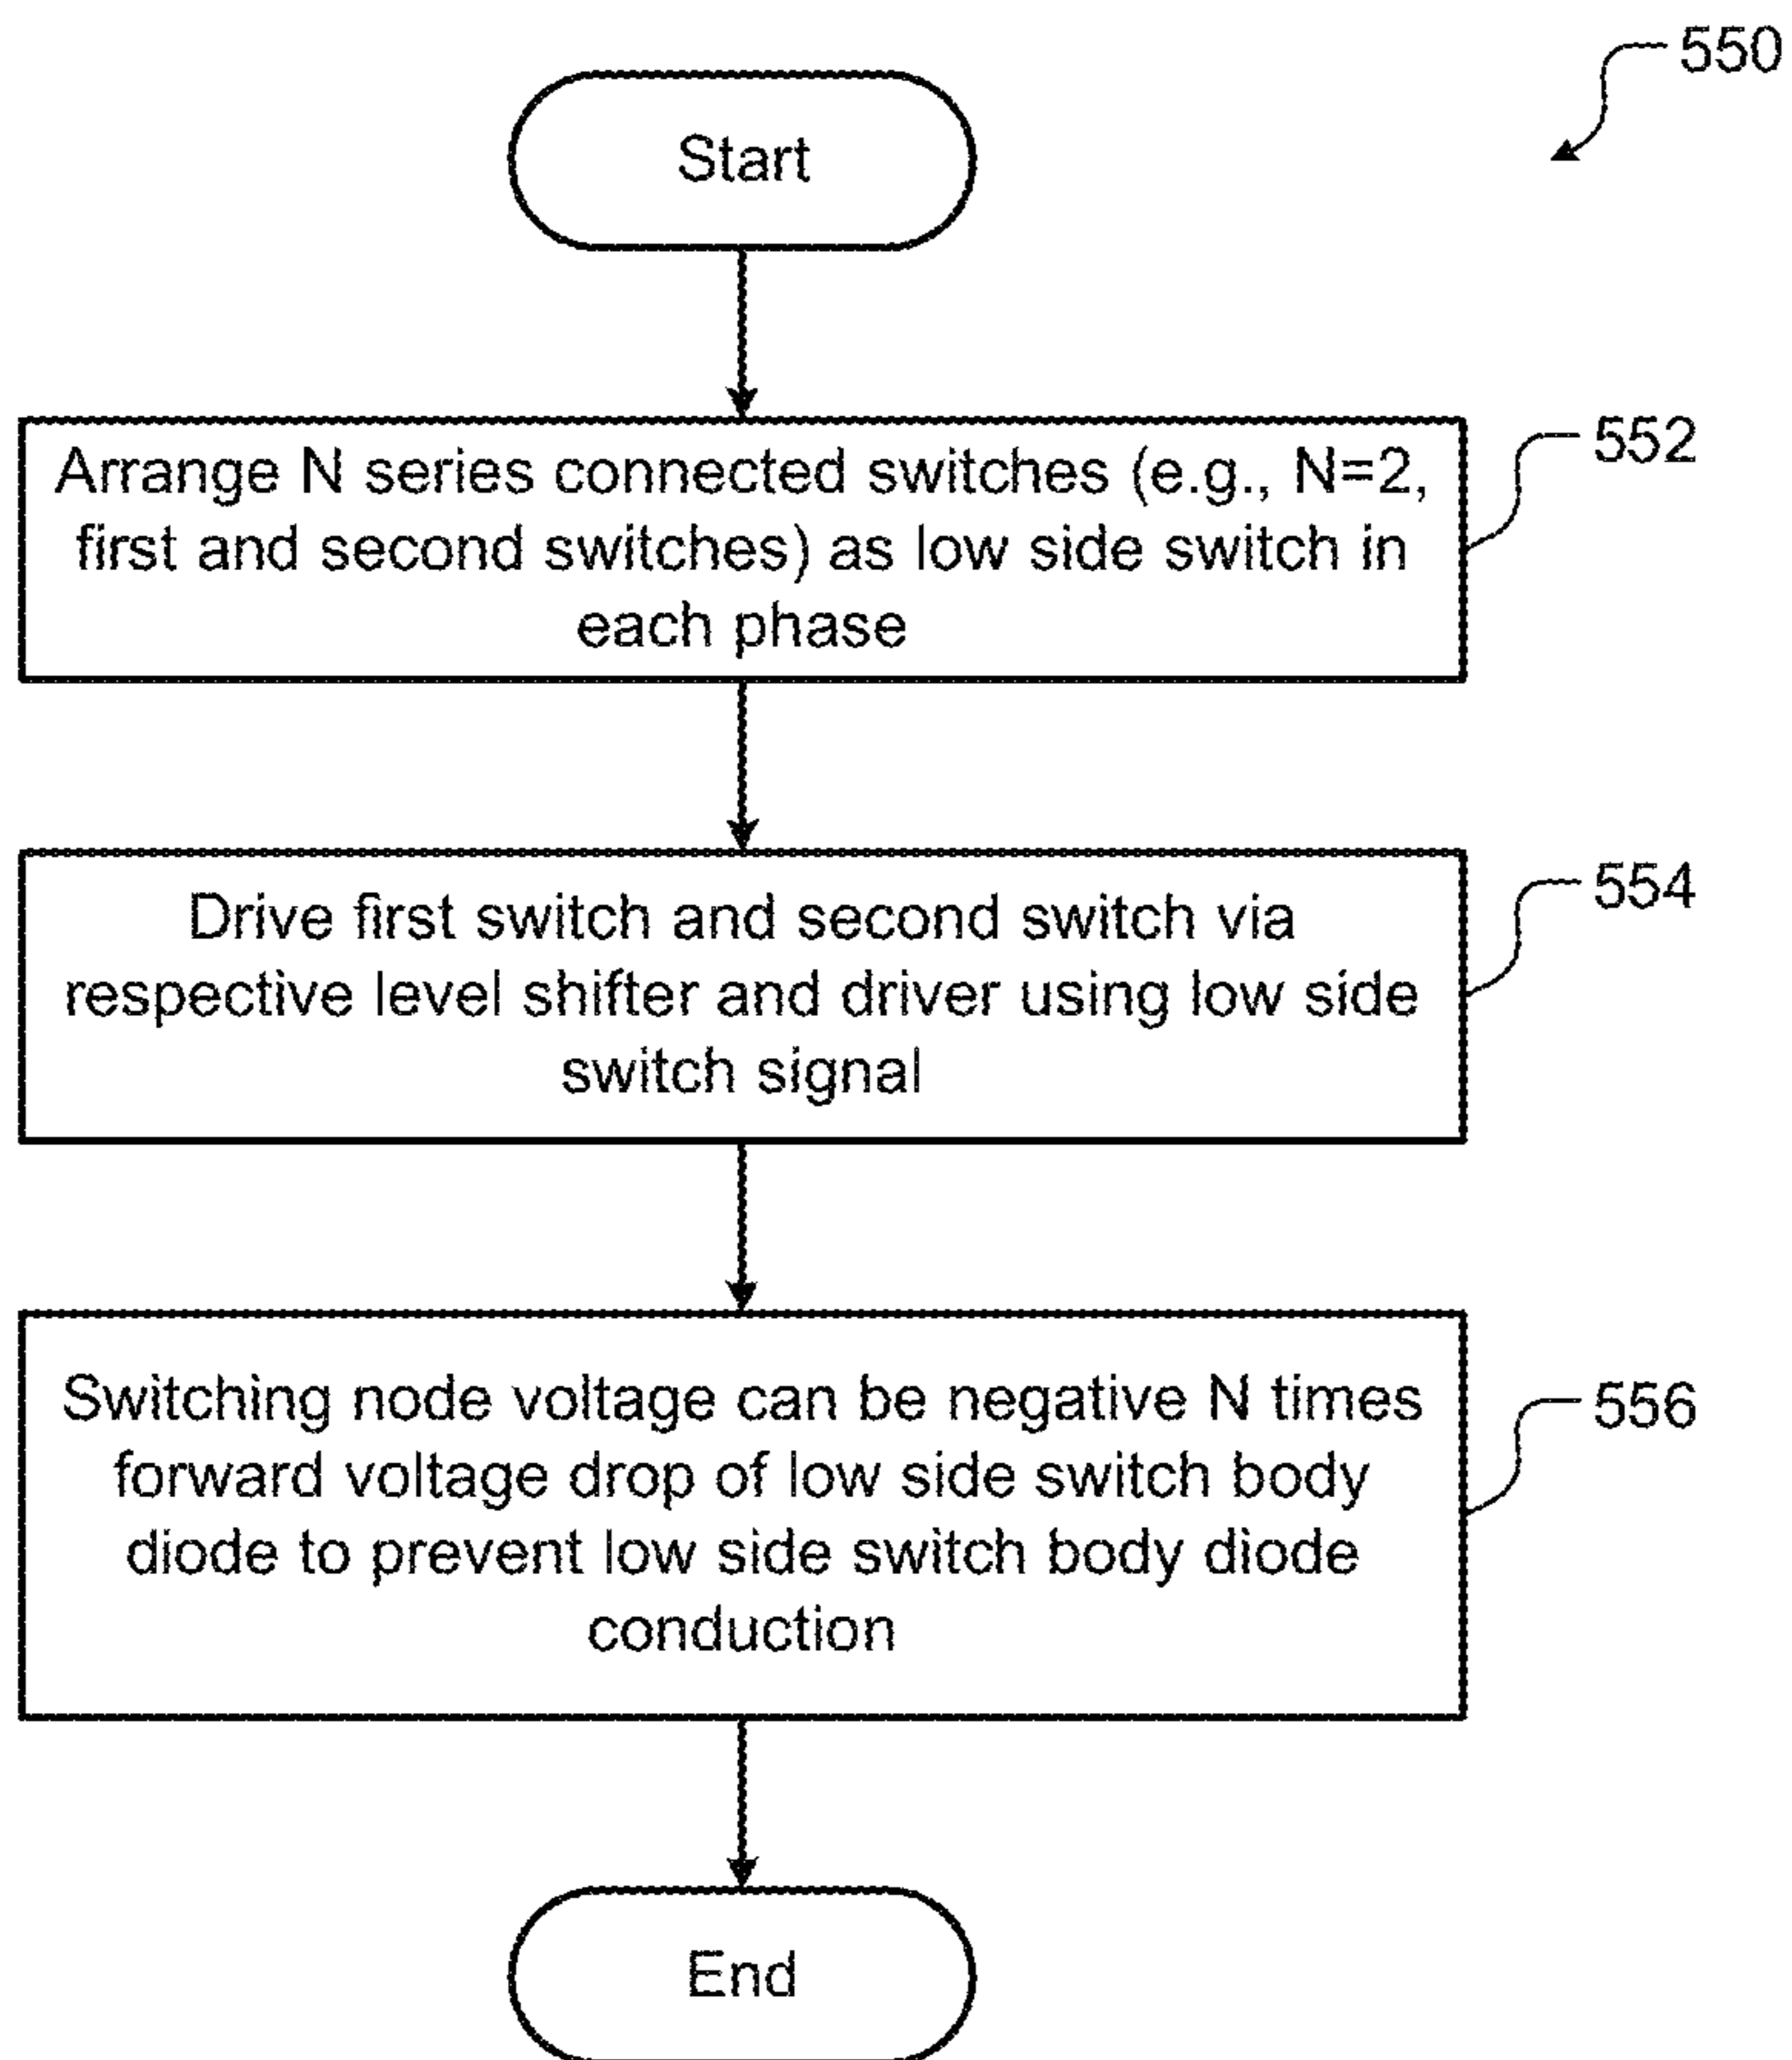 550
Start
Arrange N series connected switches (e.g., N=2,
first and second switches) as low side switch in
each phase
552
Drive first switch and second switch via
respective level shifter and driver using low side
switch signal
554
Switching node voltage can be negative N times
forward voltage drop of low side switch body
diode to prevent low side switch body diode
conduction
556
End